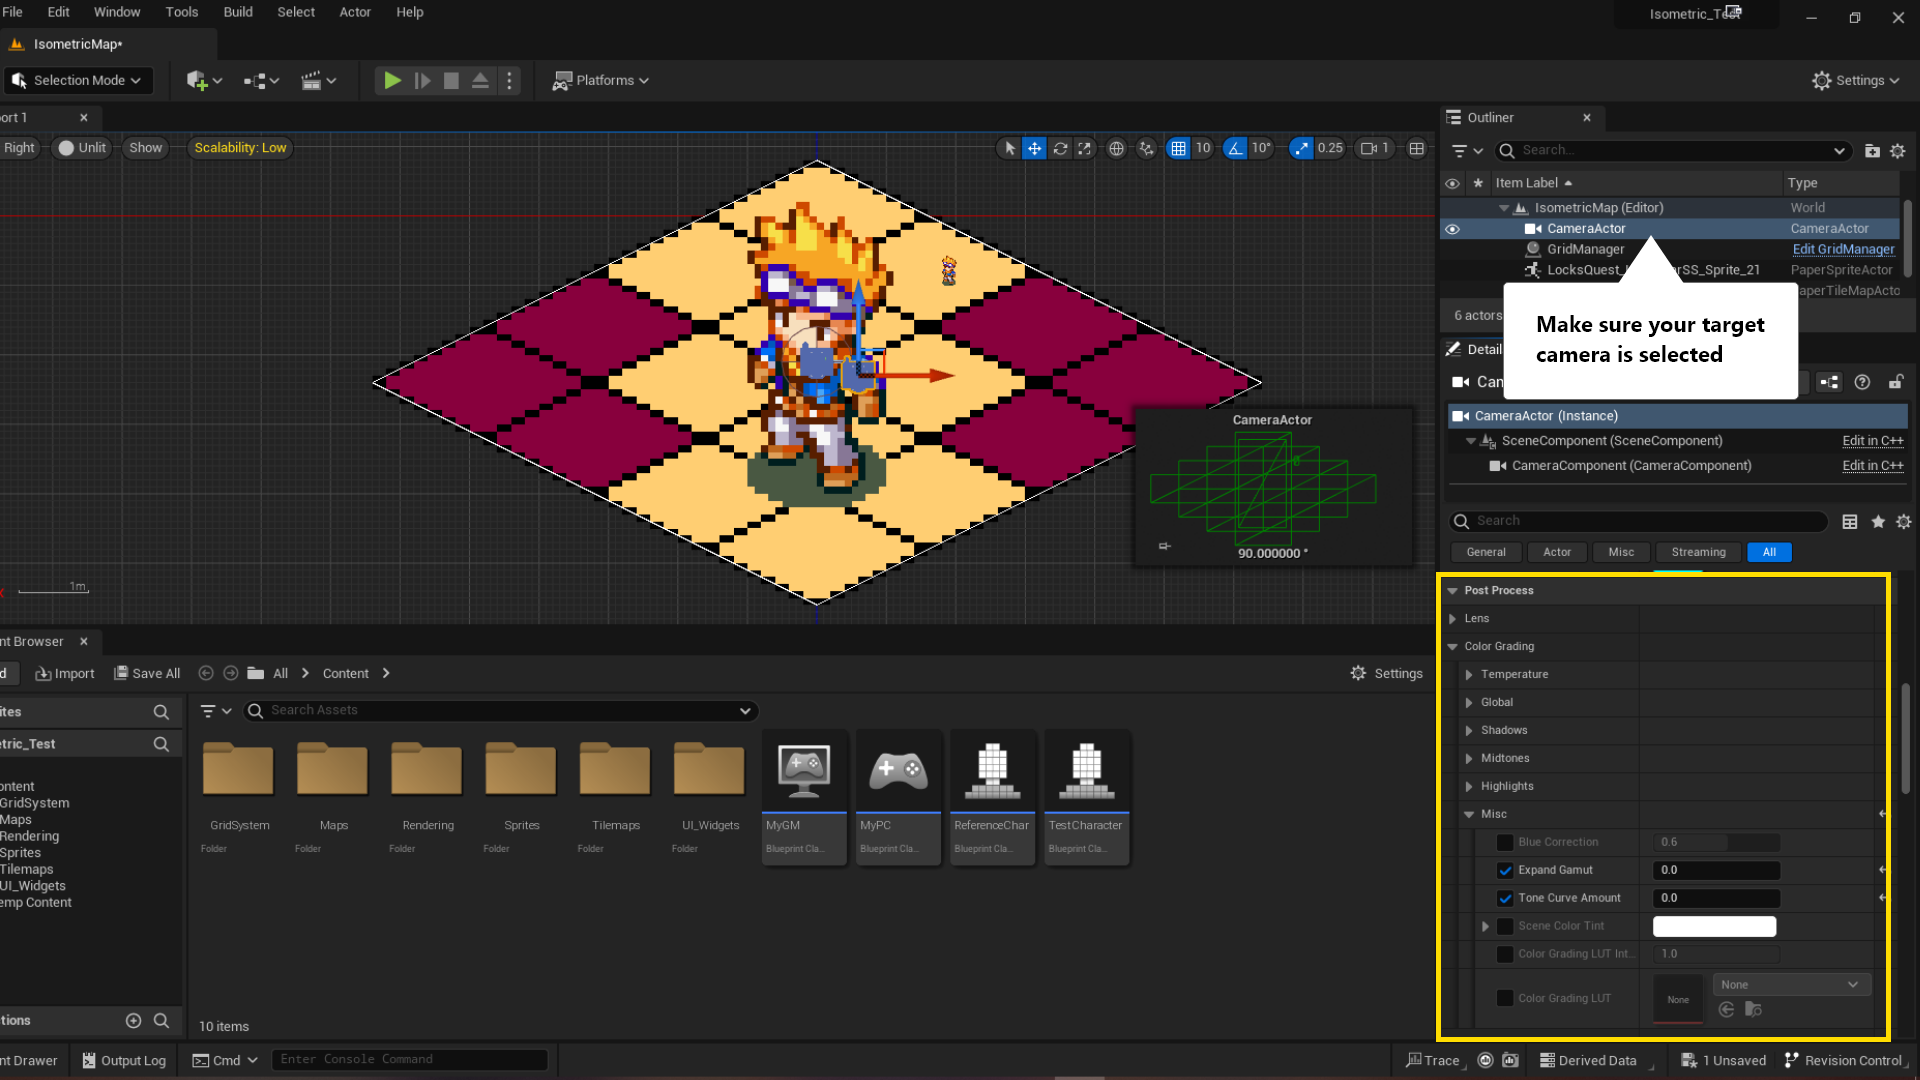 File Edit Window Tools Build Select Actor Help
IsometricMap•
Selection Mode
Platforms
Settings
ort 1
Right Unlit Show Scalability: Low
10 10° 0.25 1
1m
CameraActor
90.000000 °
Outliner
Search...
Item Label Type
IsometricMap (Editor) World
CameraActor CameraActor
GridManager Edit GridManager
LocksQuest_ arSS_Sprite_21 PaperSpriteActor
aperTileMapActo
6 actors
Make sure your target
camera is selected
Detail
Cam
CameraActor (Instance)
SceneComponent (SceneComponent) Edit in C++
CameraComponent (CameraComponent) Edit in C++
Search
General Actor Misc Streaming All
Post Process
Lens
Color Grading
Temperature
Global
Shadows
Midtones
Highlights
Misc
Blue Correction 0.6
Expand Gamut 0.0
Tone Curve Amount 0.0
Scene Color Tint
Color Grading LUT Int... 1.0
Color Grading LUT None None
nt Browser
d Import Save All All Content Settings
ites
etric_Test
ontent
GridSystem
Maps
Rendering
Sprites
Tilemaps
UI_Widgets
emp Content
tions
Search Assets
GridSystem Maps Rendering Sprites Tilemaps UI_Widgets MyGM MyPC ReferenceChar TestCharacter
Folder Folder Folder Folder Folder Folder Blueprint Cla... Blueprint Cla... Blueprint Cla... Blueprint Cla...
10 items
nt Drawer Output Log Cmd Enter Console Command Trace Derived Data 1 Unsaved Revision Control